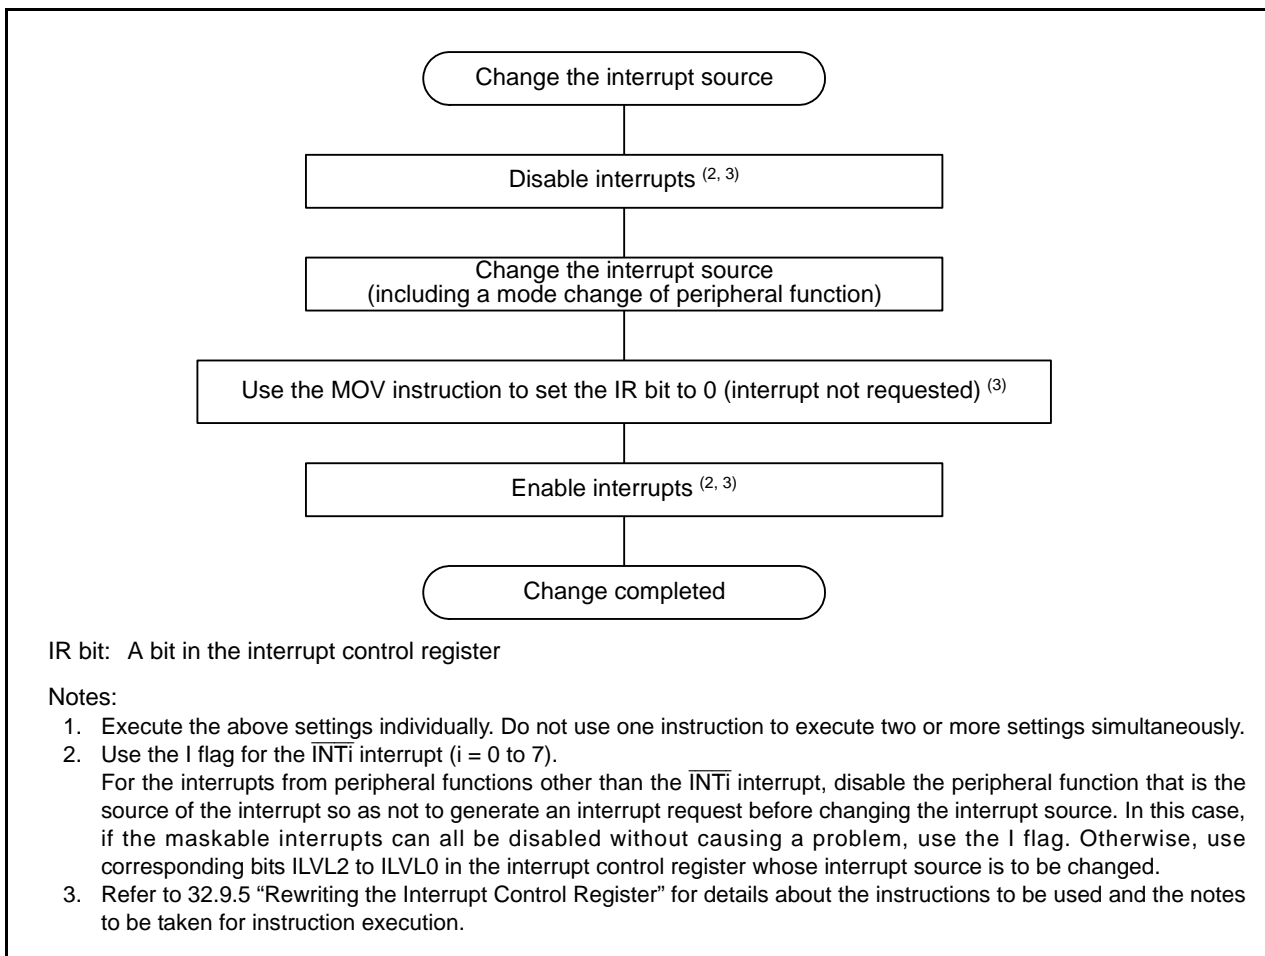 Change the interrupt source
Disable interrupts (2, 3)
Change the interrupt source
(including a mode change of peripheral function)
Use the MOV instruction to set the IR bit to 0 (interrupt not requested) (3)
Enable interrupts (2, 3)
Change completed
IR bit: A bit in the interrupt control register
Notes:
1. Execute the above settings individually. Do not use one instruction to execute two or more settings simultaneously.
2. Use the I flag for the I̅N̅T̅i̅ interrupt (i = 0 to 7).
For the interrupts from peripheral functions other than the I̅N̅T̅i̅ interrupt, disable the peripheral function that is the
source of the interrupt so as not to generate an interrupt request before changing the interrupt source. In this case,
if the maskable interrupts can all be disabled without causing a problem, use the I flag. Otherwise, use
corresponding bits ILVL2 to ILVL0 in the interrupt control register whose interrupt source is to be changed.
3. Refer to 32.9.5 “Rewriting the Interrupt Control Register” for details about the instructions to be used and the notes
to be taken for instruction execution.